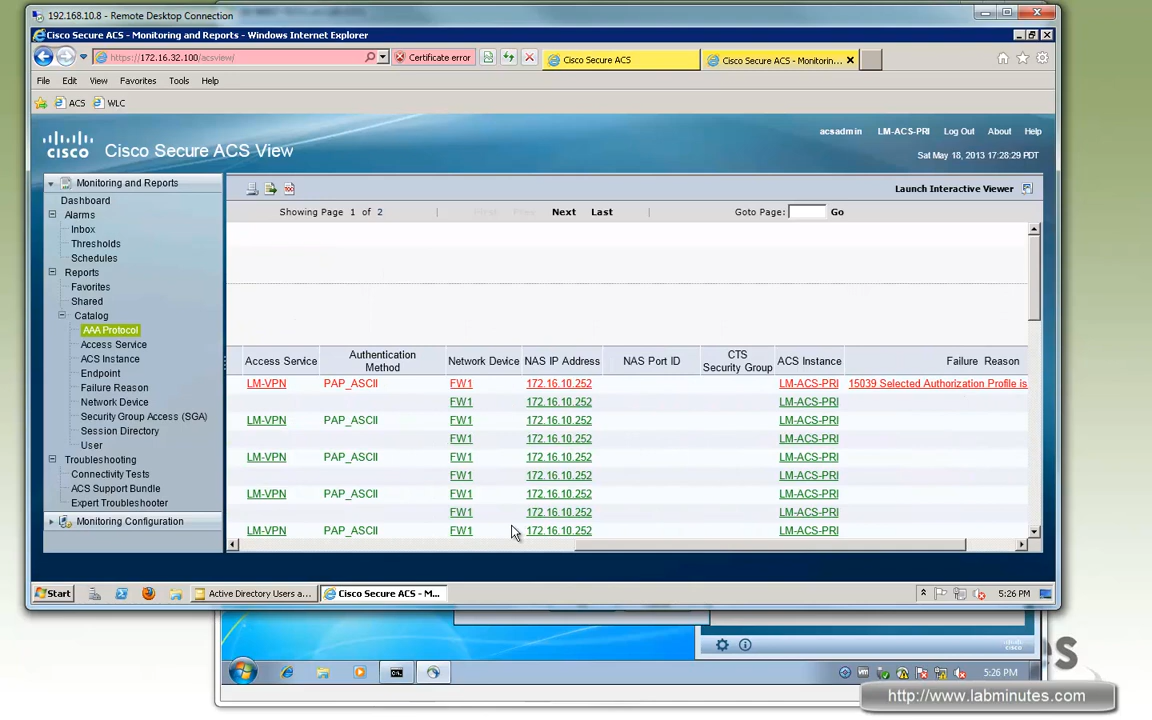 192.168.10.8 - Remote Desktop Connection
Cisco Secure ACS - Monitoring and Reports - Windows Internet Explorer
https://172.16.32.100/acsview/
Certificate error
Cisco Secure ACS
Cisco Secure ACS - Monitorin...
File Edit View Favorites Tools Help
ACS WLC
acsadmin LM-ACS-PRI Log Out About Help
CISCO Cisco Secure ACS View
Sat May 18, 2013 17:28:29 PDT
Monitoring and Reports
Dashboard
Alarms
Inbox
Thresholds
Schedules
Reports
Favorites
Shared
Catalog
AAA Protocol
Access Service
ACS Instance
Endpoint
Failure Reason
Network Device
Security Group Access (SGA)
Session Directory
User
Troubleshooting
Connectivity Tests
ACS Support Bundle
Expert Troubleshooter
Monitoring Configuration
Launch Interactive Viewer
Showing Page 1 of 2 | First Prev Next Last | Goto Page: Go
Access Service Authentication Method Network Device NAS IP Address NAS Port ID CTS Security Group ACS Instance Failure Reason
LM-VPN PAP_ASCII FW1 172.16.10.252 LM-ACS-PRI 15039 Selected Authorization Profile is
FW1 172.16.10.252 LM-ACS-PRI
LM-VPN PAP_ASCII FW1 172.16.10.252 LM-ACS-PRI
FW1 172.16.10.252 LM-ACS-PRI
LM-VPN PAP_ASCII FW1 172.16.10.252 LM-ACS-PRI
FW1 172.16.10.252 LM-ACS-PRI
LM-VPN PAP_ASCII FW1 172.16.10.252 LM-ACS-PRI
FW1 172.16.10.252 LM-ACS-PRI
LM-VPN PAP_ASCII FW1 172.16.10.252 LM-ACS-PRI
Start
Active Directory Users a...
Cisco Secure ACS - M...
5:26 PM
5:26 PM
http://www.labminutes.com